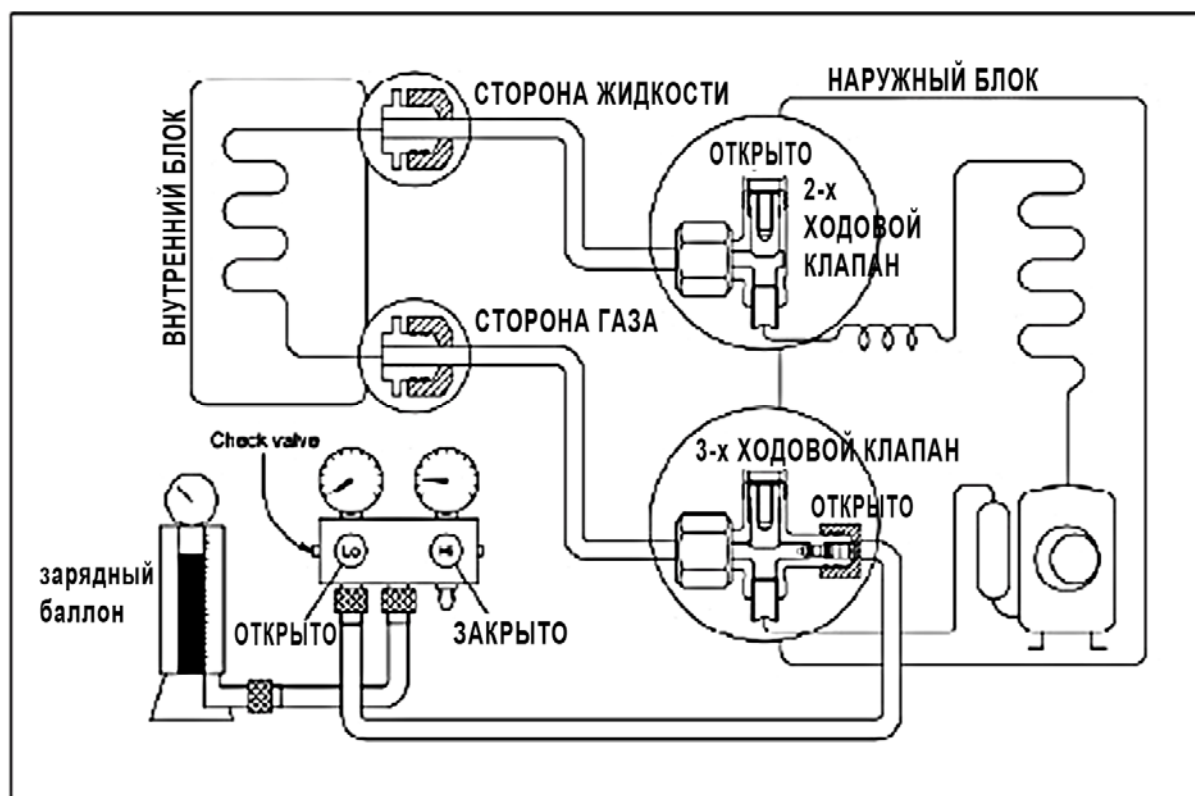 СТОРОНА ЖИДКОСТИ
НАРУЖНЫЙ БЛОК
ВНУТРЕННИЙ БЛОК
ОТКРЫТО
2-х
ХОДОВОЙ
КЛАПАН
СТОРОНА ГАЗА
Check valve
3-х ХОДОВОЙ КЛАПАН
ОТКРЫТО
Lo
Hi
зарядный
баллон
ОТКРЫТО
ЗАКРЫТО